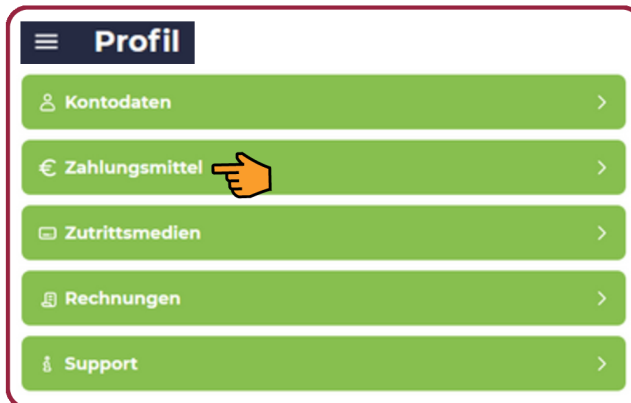 Profil
Kontodaten
€ Zahlungsmittel
Zutrittsmedien
Rechnungen
Support